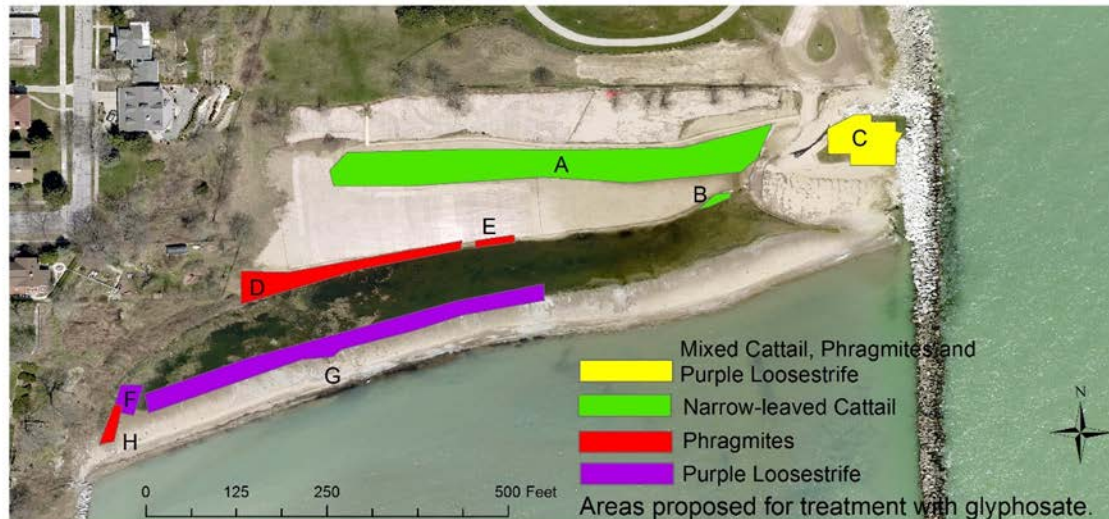 A
C
B
E
D
F
G
H
Mixed Cattail, Phragmites and
Purple Loosestrife
Narrow-leaved Cattail
Phragmites
Purple Loosestrife
N
0 125 250 500 Feet
Areas proposed for treatment with glyphosate.